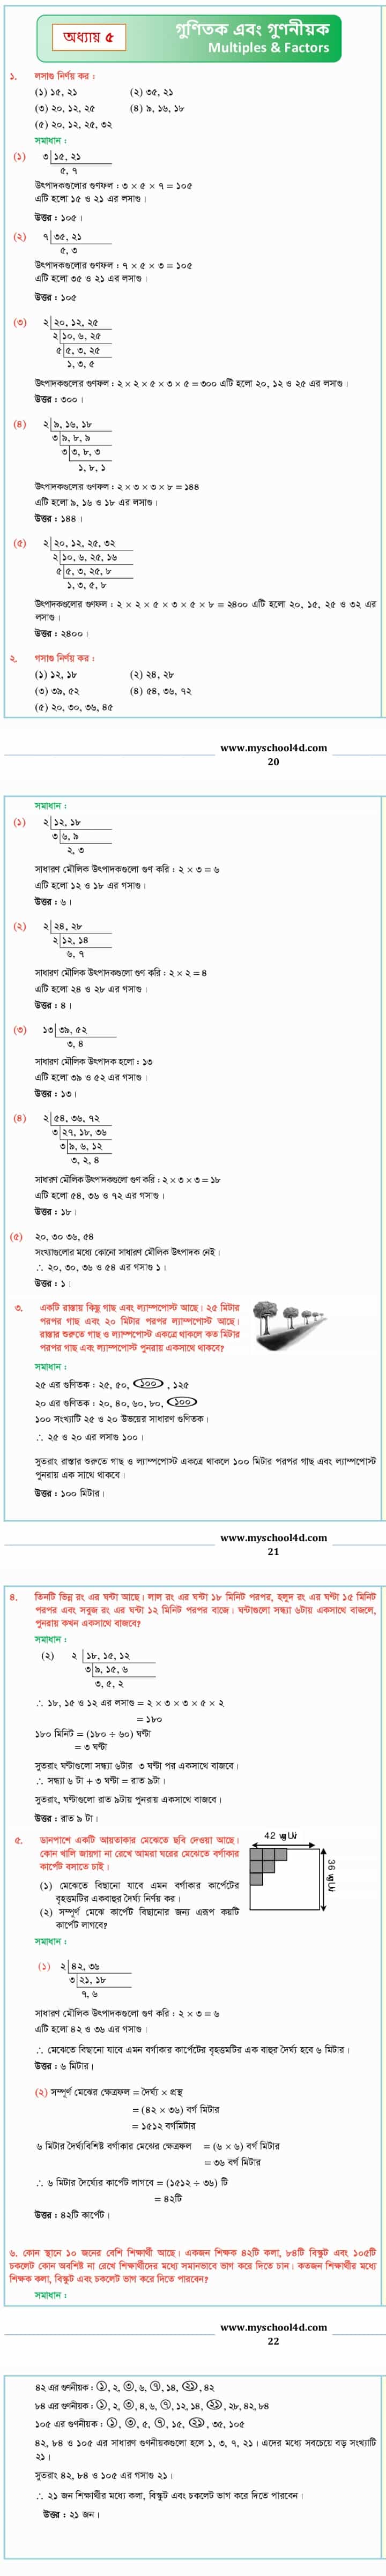 অধ্যায় ৫
গুণিতক এবং গুণনীয়ক
Multiples & Factors
১. লসাগু নির্ণয় কর :
(১) ১৫, ২১ (২) ৩৫, ২১
(৩) ২০, ১২, ২৫ (৪) ৯, ১৬, ১৮
(৫) ২০, ১২, ২৫, ৩২
সমাধান :
(১) ৩ ১৫, ২১
৫, ৭
উৎপাদকগুলোর গুণফল : ৩ × ৫ × ৭ = ১০৫
এটি হলো ১৫ ও ২১ এর লসাগু।
উত্তর : ১০৫।
(২) ৭ ৩৫, ২১
৫, ৩
উৎপাদকগুলোর গুণফল : ৭ × ৫ × ৩ = ১০৫
এটি হলো ৩৫ ও ২১ এর লসাগু।
উত্তর : ১০৫
(৩) ২ ২০, ১২, ২৫
২ ১০, ৬, ২৫
৫ ৫, ৩, ২৫
১, ৩, ৫
উৎপাদকগুলোর গুণফল : ২ × ২ × ৫ × ৩ × ৫ = ৩০০ এটি হলো ২০, ১২ ও ২৫ এর লসাগু।
উত্তর : ৩০০।
(৪) ২ ৯, ১৬, ১৮
৩ ৯, ৮, ৯
৩ ৩, ৮, ৩
১, ৮, ১
উৎপাদকগুলোর গুণফল : ২ × ৩ × ৩ × ৮ = ১৪৪
এটি হলো ৯, ১৬ ও ১৮ এর লসাগু।
উত্তর : ১৪৪।
(৫) ২ ২০, ১২, ২৫, ৩২
২ ১০, ৬, ২৫, ১৬
৫ ৫, ৩, ২৫, ৮
১, ৩, ৫, ৮
উৎপাদকগুলোর গুণফল : ২ × ২ × ৫ × ৩ × ৫ × ৮ = ২৪০০ এটি হলো ২০, ১৫, ২৫ ও ৩২ এর
লসাগু।
উত্তর : ২৪০০।
২. গসাগু নির্ণয় কর :
(১) ১২, ১৮ (২) ২৪, ২৮
(৩) ৩৯, ৫২ (৪) ৫৪, ৩৬, ৭২
(৫) ২০, ৩০, ৩৬, ৪৫
www.myschool4d.com
20
সমাধান :
(১) ২ ১২, ১৮
৩ ৬, ৯
২, ৩
সাধারণ মৌলিক উৎপাদকগুলো গুণ করি : ২ × ৩ = ৬
এটি হলো ১২ ও ১৮ এর গসাগু।
উত্তর : ৬।
(২) ২ ২৪, ২৮
২ ১২, ১৪
৬, ৭
সাধারণ মৌলিক উৎপাদকগুলো গুণ করি : ২ × ২ = ৪
এটি হলো ২৪ ও ২৮ এর গসাগু।
উত্তর : ৪।
(৩) ১৩ ৩৯, ৫২
৩, ৪
সাধারণ মৌলিক উৎপাদক হলো : ১৩
এটি হলো ৩৯ ও ৫২ এর গসাগু।
উত্তর : ১৩।
(৪) ২ ৫৪, ৩৬, ৭২
৩ ২৭, ১৮, ৩৬
৩ ৯, ৬, ১২
৩, ২, ৪
সাধারণ মৌলিক উৎপাদকগুলো গুণ করি : ২ × ৩ × ৩ = ১৮
এটি হলো ৫৪, ৩৬ ও ৭২ এর গসাগু।
উত্তর : ১৮।
(৫) ২০, ৩০ ৩৬, ৫৪
সংখ্যাগুলোর মধ্যে কোনো সাধারণ মৌলিক উৎপাদক নেই।
∴ ২০, ৩০, ৩৬ ও ৫৪ এর গসাগু ১।
উত্তর : ১।
৩. একটি রাস্তায় কিছু গাছ এবং ল্যাম্পপোস্ট আছে। ২৫ মিটার
পরপর গাছ এবং ২০ মিটার পরপর ল্যাম্পপোস্ট আছে।
রাস্তার শুরুতে গাছ ও ল্যাম্পপোস্ট একত্রে থাকলে কত মিটার
পরপর গাছ এবং ল্যাম্পপোস্ট পুনরায় একসাথে থাকবে?
সমাধান :
২৫ এর গুণিতক : ২৫, ৫০, ১০০ , ১২৫
২০ এর গুণিতক : ২০, ৪০, ৬০, ৮০, ১০০
১০০ সংখ্যাটি ২৫ ও ২০ উভয়ের সাধারণ গুণিতক।
∴ ২৫ ও ২০ এর লসাগু ১০০ ।
সুতরাং রাস্তার শুরুতে গাছ ও ল্যাম্পপোস্ট একত্রে থাকলে ১০০ মিটার পরপর গাছ এবং ল্যাম্পপোস্ট
পুনরায় এক সাথে থাকবে।
উত্তর : ১০০ মিটার।
www.myschool4d.com
21
৪. তিনটি ভিন্ন রং এর ঘণ্টা আছে। লাল রং এর ঘণ্টা ১৮ মিনিট পরপর, হলুদ রং এর ঘণ্টা ১৫ মিনিট
পরপর এবং সবুজ রং এর ঘণ্টা ১২ মিনিট পরপর বাজে। ঘণ্টাগুলো সন্ধ্যা ৬টায় একসাথে বাজলে,
পুনরায় কখন একসাথে বাজবে?
সমাধান :
(২) ২ ১৮, ১৫, ১২
৩ ৯, ১৫, ৬
৩, ৫, ২
∴ ১৮, ১৫ ও ১২ এর লসাগু = ২ × ৩ × ৩ × ৫ × ২
= ১৮০
১৮০ মিনিট = (১৮০ ÷ ৬০) ঘণ্টা
= ৩ ঘণ্টা
সুতরাং ঘণ্টাগুলো সন্ধ্যা ৬টার ৩ ঘণ্টা পর একসাথে বাজবে।
∴ সন্ধ্যা ৬ টা + ৩ ঘণ্টা = রাত ৯টা।
সুতরাং, ঘণ্টাগুলো রাত ৯টায় পুনরায় একসাথে বাজবে।
উত্তর : রাত ৯ টা।
৫. ডানপাশে একটি আয়তাকার মেঝেতে ছবি দেওয়া আছে।
কোন খালি জায়গা না রেখে আমরা ঘরের মেঝেতে বর্গাকার
কার্পেট বসাতে চাই।
(১) মেঝেতে বিছানো যাবে এমন বর্গাকার কার্পেটের
বৃহত্তমটির একবাহুর দৈর্ঘ্য নির্ণয় কর।
(২) সম্পূর্ণ মেঝে কার্পেট বিছানোর জন্য এরূপ কয়টি
কার্পেট লাগবে?
42
36
সমাধান :
(১) ২ ৪২, ৩৬
৩ ২১, ১৮
৭, ৬
সাধারণ মৌলিক উৎপাদকগুলো গুণ করি : ২ × ৩ = ৬
এটি হলো ৪২ ও ৩৬ এর গসাগু।
∴ মেঝেতে বিছানো যাবে এমন বর্গাকার কার্পেটের বৃহত্তমটির এক বাহুর দৈর্ঘ্য হবে ৬ মিটার।
উত্তর : ৬ মিটার।
(২) সম্পূর্ণ মেঝের ক্ষেত্রফল = দৈর্ঘ্য × প্রস্থ
= (৪২ × ৩৬) বর্গ মিটার
= ১৫১২ বর্গমিটার
৬ মিটার দৈর্ঘ্যবিশিষ্ট বর্গাকার মেঝের ক্ষেত্রফল = (৬ × ৬) বর্গ মিটার
= ৩৬ বর্গ মিটার
∴ ৬ মিটার দৈর্ঘ্যের কার্পেট লাগবে = (১৫১২ ÷ ৩৬) টি
= ৪২টি
উত্তর : ৪২টি কার্পেট।
৬. কোন স্থানে ১০ জনের বেশি শিক্ষার্থী আছে। একজন শিক্ষক ৪২টি কলা, ৮৪টি বিস্কুট এবং ১০৫টি
চকলেট কোন অবশিষ্ট না রেখে শিক্ষার্থীদের মধ্যে সমানভাবে ভাগ করে দিতে চান। কতজন শিক্ষার্থীর মধ্যে
শিক্ষক কলা, বিস্কুট এবং চকলেট ভাগ করে দিতে পারবেন?
সমাধান :
www.myschool4d.com
22
৪২ এর গুণনীয়ক : ১, ২, ৩, ৬, ৭, ১৪, ২১, ৪২
৮৪ এর গুণনীয়ক : ১, ২, ৩, ৪, ৬, ৭, ১২, ১৪, ২১, ২৮, ৪২, ৮৪
১০৫ এর গুণনীয়ক : ১, ৩, ৫, ৭, ১৫, ২১, ৩৫, ১০৫
৪২, ৮৪ ও ১০৫ এর সাধারণ গুণনীয়কগুলো হলে ১, ৩, ৭, ২১। এদের মধ্যে সবচেয়ে বড় সংখ্যাটি
২১।
সুতরাং ৪২, ৮৪ ও ১০৫ এর গসাগু ২১।
∴ ২১ জন শিক্ষার্থীর মধ্যে কলা, বিস্কুট এবং চকলেট ভাগ করে দিতে পারবেন।
উত্তর : ২১ জন।